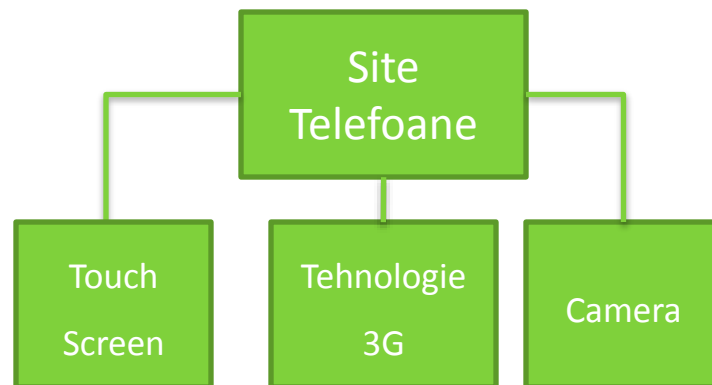 Site
Telefoane
Touch
Screen
Tehnologie
3G
Camera